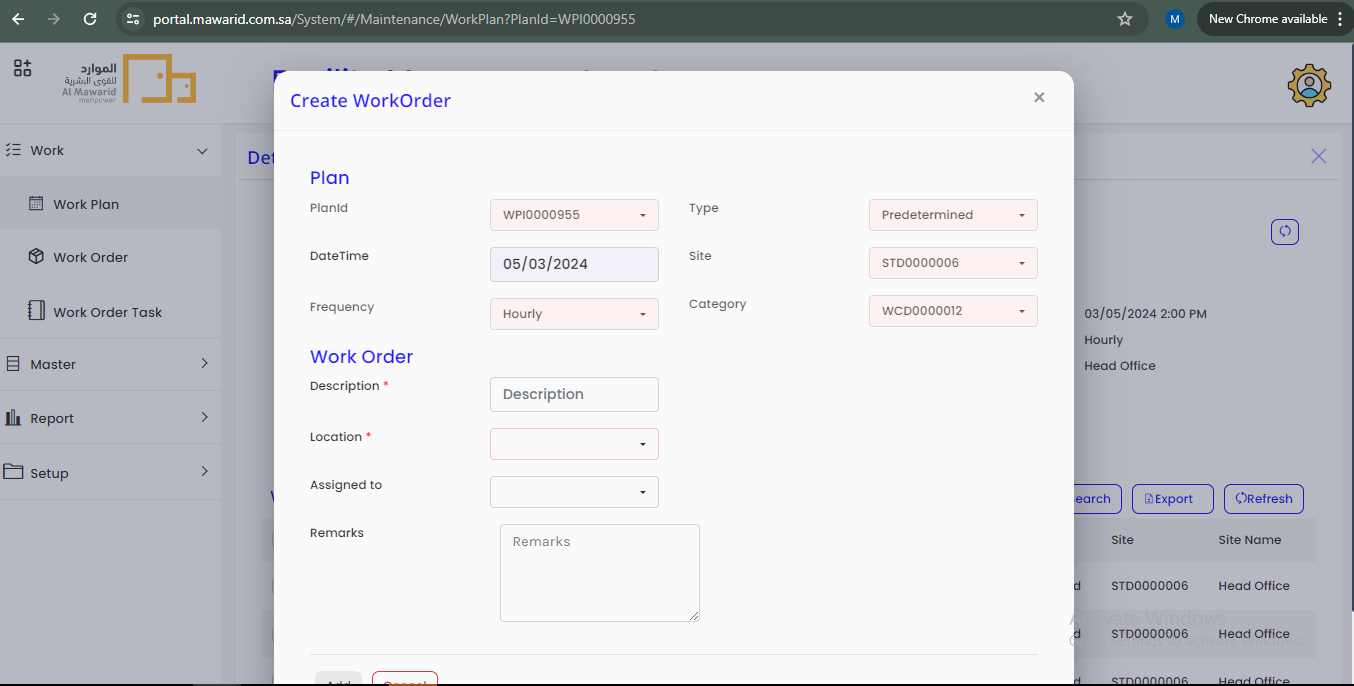 portal.mawarid.com.sa/System/#/Maintenance/WorkPlan?PlanId=WPI0000955
M
New Chrome available
الموارد
للقوى البشرية
Al Mawarid
manpower
Create WorkOrder
×
Work
Work Plan
Work Order
Work Order Task
Master
Report
Setup
Plan
PlanId
WPI0000955
Type
Predetermined
DateTime
05/03/2024
Site
STD0000006
Frequency
Hourly
Category
WCD0000012
03/05/2024 2:00 PM
Hourly
Head Office
Work Order
Description *
Description
Location *
Assigned to
Remarks
Remarks
Export
Refresh
Site
Site Name
STD0000006
Head Office
Activate Windows
STD0000006
Head Office
Go to Settings to activate Windows.
STD0000006
Head Office
Add
Cancel